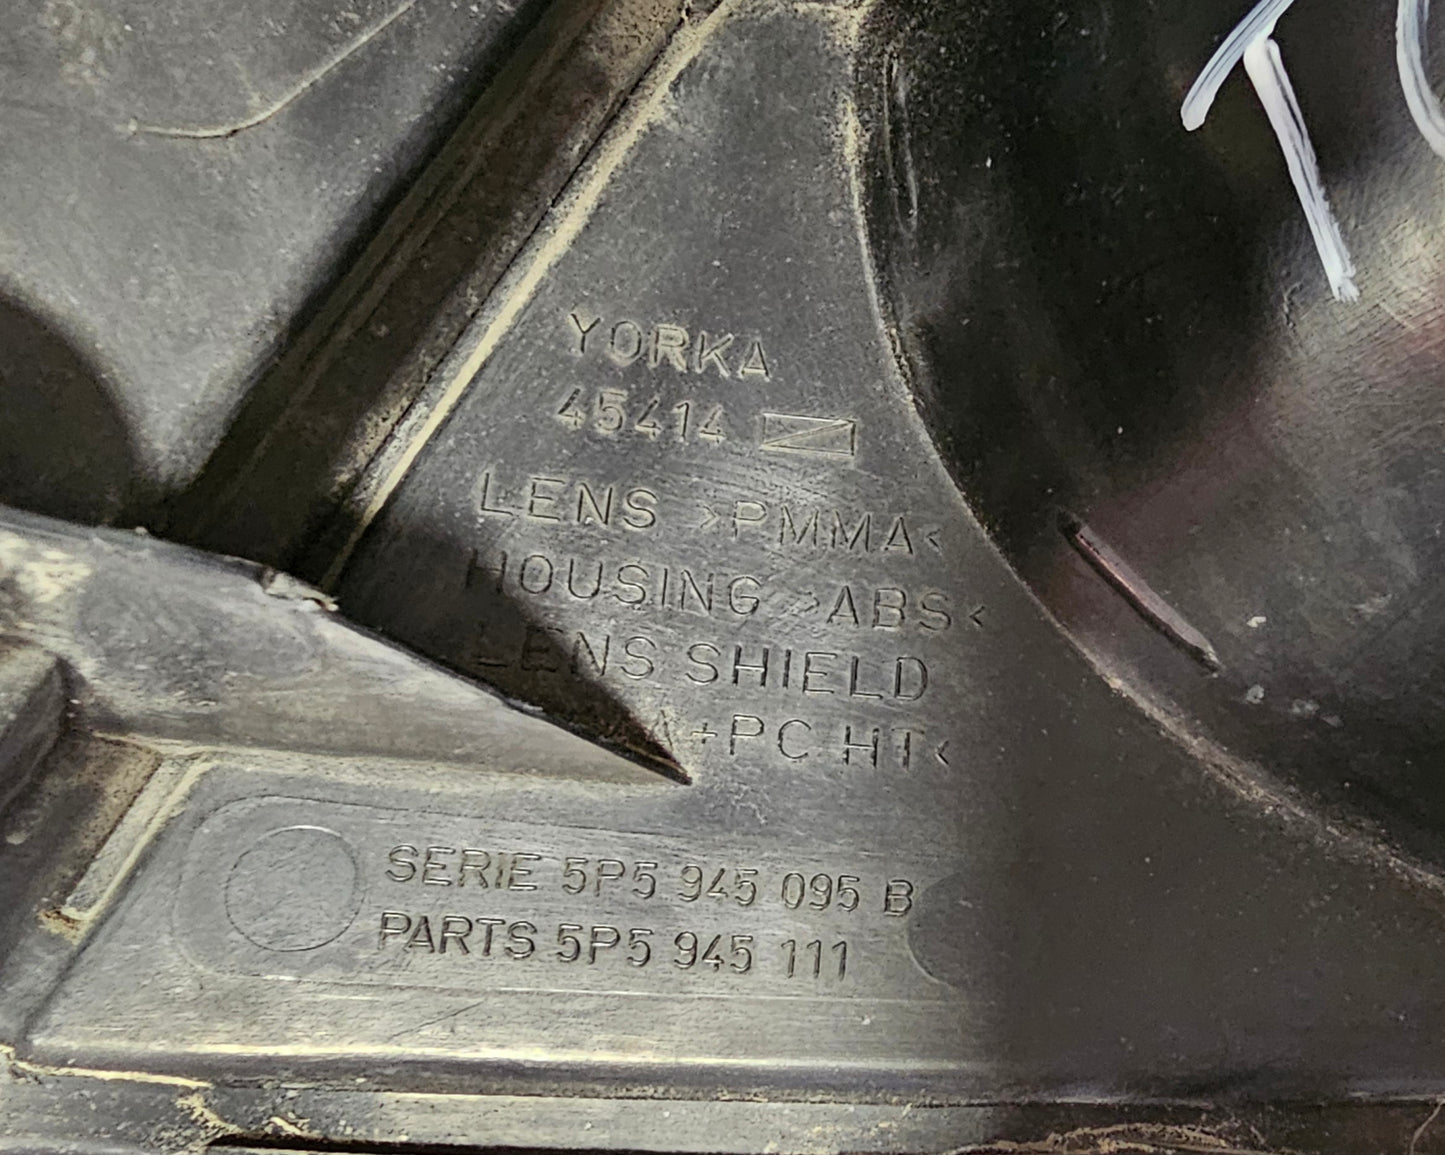 YORKA
45414
LENS >PMMA<
HOUSING >ABS<
LENS SHIELD
A+PC HT<
SERIE 5P5 945 095 B
PARTS 5P5 945 111